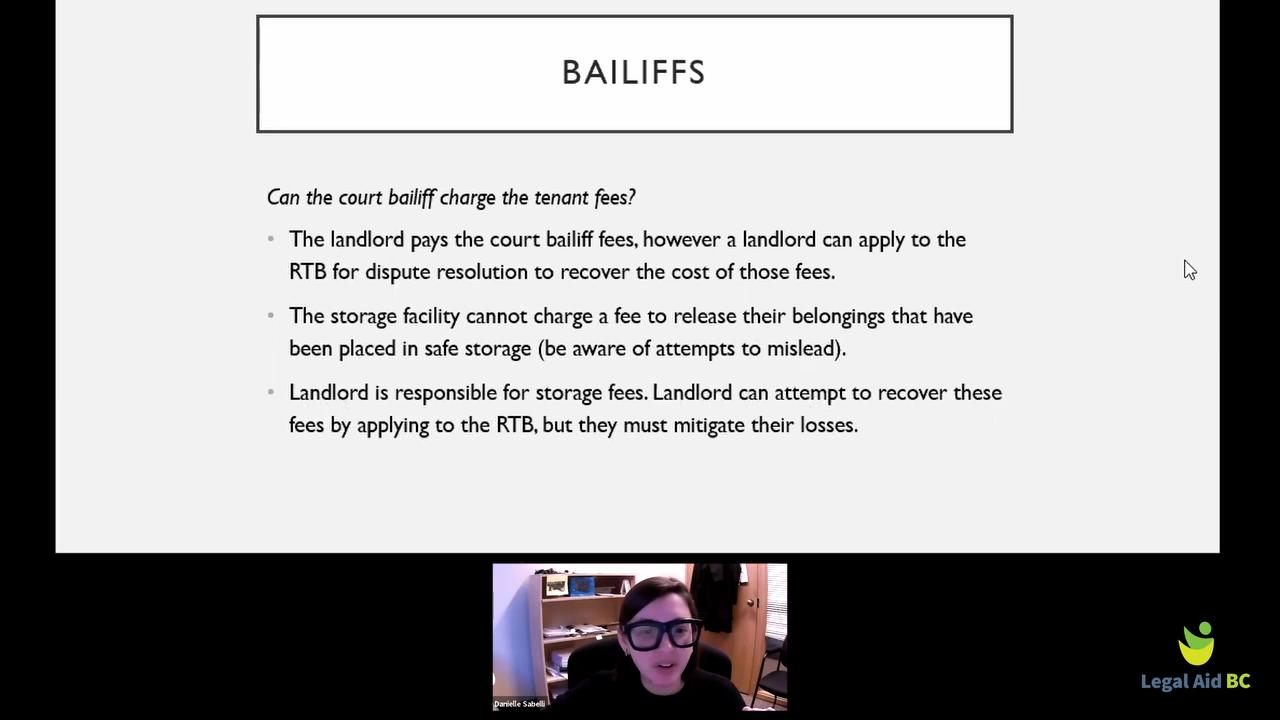 BAILIFFS
Can the court bailiff charge the tenant fees?
• The landlord pays the court bailiff fees, however a landlord can apply to the
RTB for dispute resolution to recover the cost of those fees.
• The storage facility cannot charge a fee to release their belongings that have
been placed in safe storage (be aware of attempts to mislead).
• Landlord is responsible for storage fees. Landlord can attempt to recover these
fees by applying to the RTB, but they must mitigate their losses.
Danielle Sabelli
Legal Aid BC